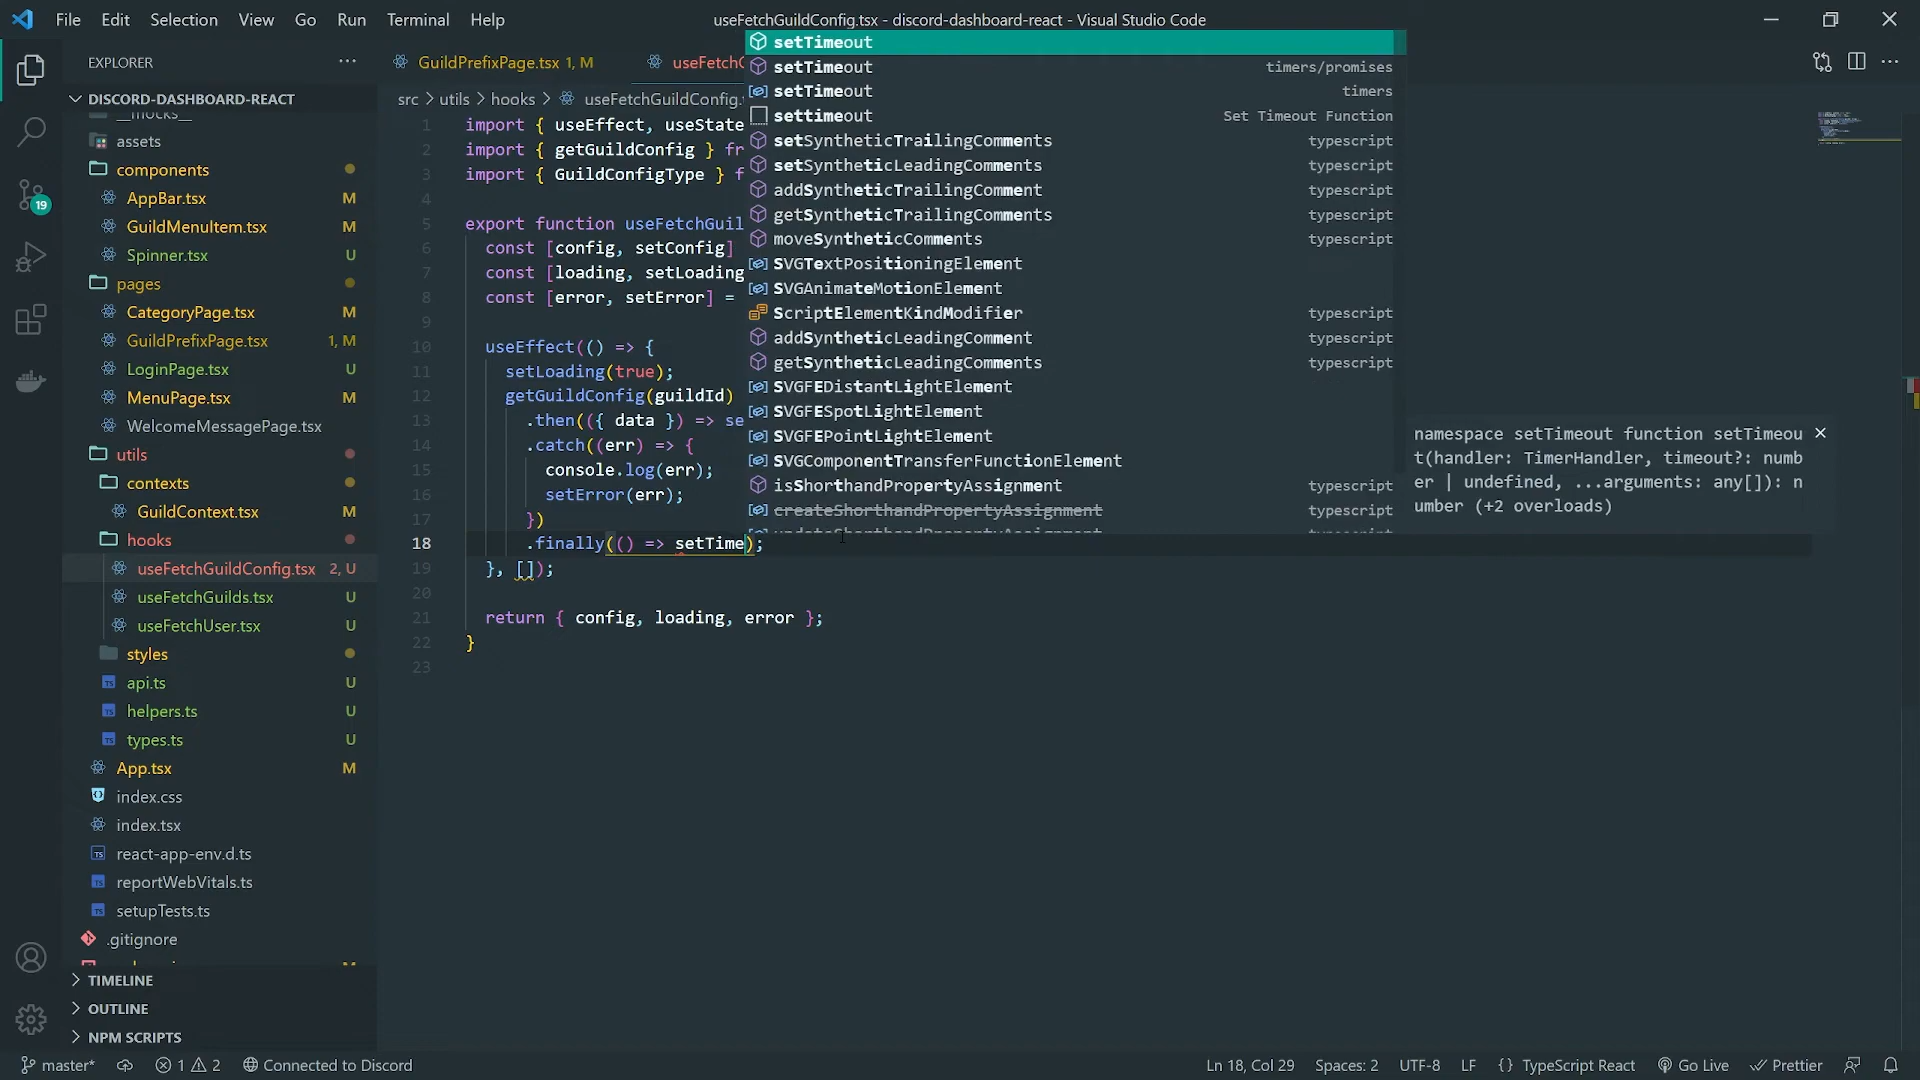 File Edit Selection View Go Run Terminal Help
useFetchGuildConfig.tsx - discord-dashboard-react - Visual Studio Code
EXPLORER
DISCORD-DASHBOARD-REACT
__mocks__
assets
components
AppBar.tsx M
GuildMenuItem.tsx M
Spinner.tsx U
pages
CategoryPage.tsx M
GuildPrefixPage.tsx 1, M
LoginPage.tsx U
MenuPage.tsx M
WelcomeMessagePage.tsx
utils
contexts
GuildContext.tsx M
hooks
useFetchGuildConfig.tsx 2, U
useFetchGuilds.tsx U
useFetchUser.tsx U
styles
api.ts U
helpers.ts U
types.ts U
App.tsx M
index.css
index.tsx
react-app-env.d.ts
reportWebVitals.ts
setupTests.ts
.gitignore
TIMELINE
OUTLINE
NPM SCRIPTS
19
GuildPrefixPage.tsx 1, M
useFetchG
src > utils > hooks > useFetchGuildConfig.
1 import { useEffect, useState
2 import { getGuildConfig } fr
3 import { GuildConfigType } f
4
5 export function useFetchGuil
6 const [config, setConfig]
7 const [loading, setLoading
8 const [error, setError] =
9
10 useEffect(() => {
11 setLoading(true);
12 getGuildConfig(guildId)
13 .then(({ data }) => se
14 .catch((err) => {
15 console.log(err);
16 setError(err);
17 })
18 .finally(() => setTime);
19 }, []);
20
21 return { config, loading, error };
22 }
23
setTimeout
setTimeout timers/promises
setTimeout timers
settimeout Set Timeout Function
setSyntheticTrailingComments typescript
setSyntheticLeadingComments typescript
addSyntheticTrailingComment typescript
getSyntheticTrailingComments typescript
moveSyntheticComments typescript
SVGTextPositioningElement
SVGAnimateMotionElement
ScriptElementKindModifier typescript
addSyntheticLeadingComment typescript
getSyntheticLeadingComments typescript
SVGFEDistantLightElement
SVGFESpotLightElement
SVGFEPointLightElement
SVGComponentTransferFunctionElement
isShorthandPropertyAssignment typescript
createShorthandPropertyAssignment typescript
updateShorthandPropertyAssignment typescript
namespace setTimeout function setTimeou
t(handler: TimerHandler, timeout?: numb
er | undefined, ...arguments: any[]): n
umber (+2 overloads)
master* 1 2 Connected to Discord
Ln 18, Col 29 Spaces: 2 UTF-8 LF {} TypeScript React Go Live Prettier